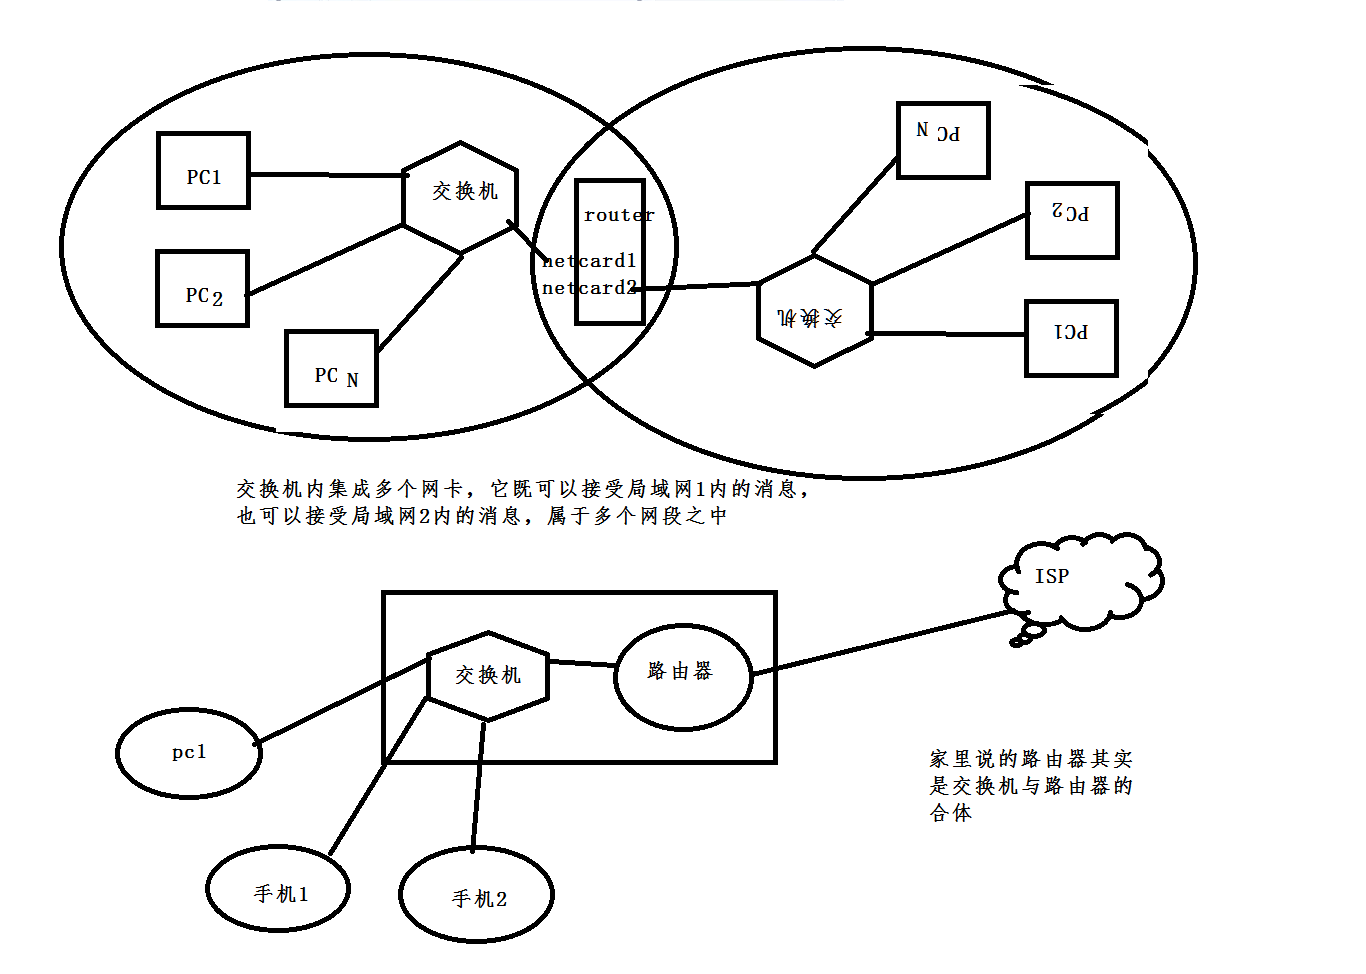 PC1
交换机
PC2
PC N
router
netcard1
netcard2
PC N
PC2
PC1
交换机
交换机内集成多个网卡，它既可以接受局域网1内的消息，
也可以接受局域网2内的消息，属于多个网段之中
ISP
交换机
路由器
pc1
手机1
手机2
家里说的路由器其实
是交换机与路由器的
合体